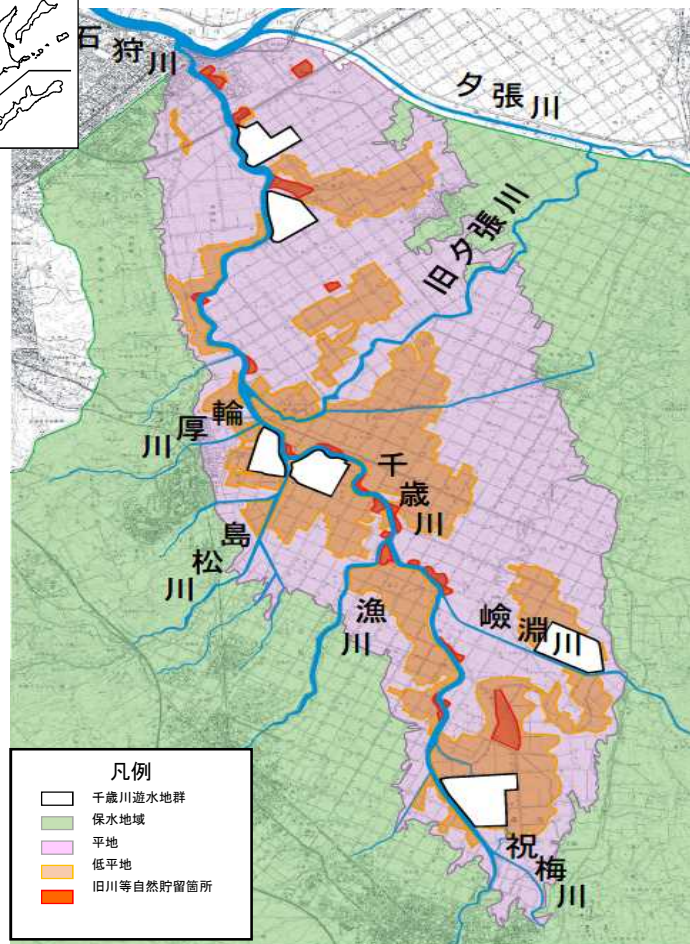 石狩川
夕張川
旧夕張川
輪厚川
千歳川
島松川
漁川
嶮淵川
祝梅川
凡例
千歳川遊水地群
保水地域
平地
低平地
旧川等自然貯留箇所